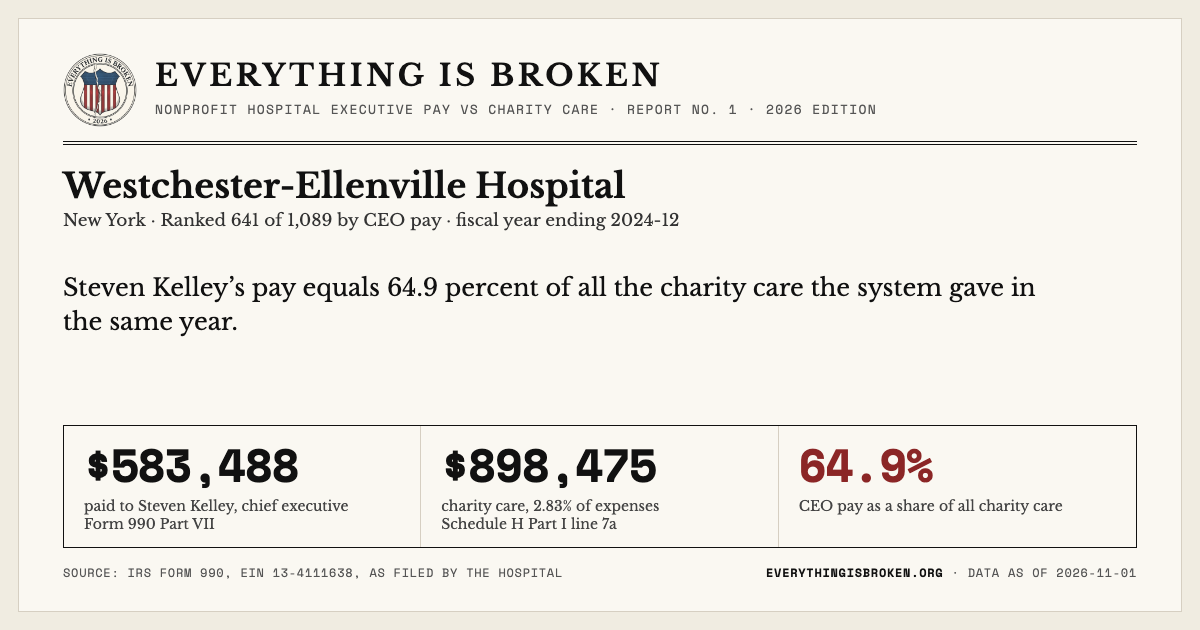 EVERYTHING IS BROKEN
2026
EVERYTHING IS BROKEN
NONPROFIT HOSPITAL EXECUTIVE PAY VS CHARITY CARE · REPORT NO. 1 · 2026 EDITION
Westchester-Ellenville Hospital
New York · Ranked 641 of 1,089 by CEO pay · fiscal year ending 2024-12
Steven Kelley’s pay equals 64.9 percent of all the charity care the system gave in
the same year.
$583,488
paid to Steven Kelley, chief executive
Form 990 Part VII
$898,475
charity care, 2.83% of expenses
Schedule H Part I line 7a
64.9%
CEO pay as a share of all charity care
SOURCE: IRS FORM 990, EIN 13-4111638, AS FILED BY THE HOSPITAL
EVERYTHINGISBROKEN.ORG · DATA AS OF 2026-11-01